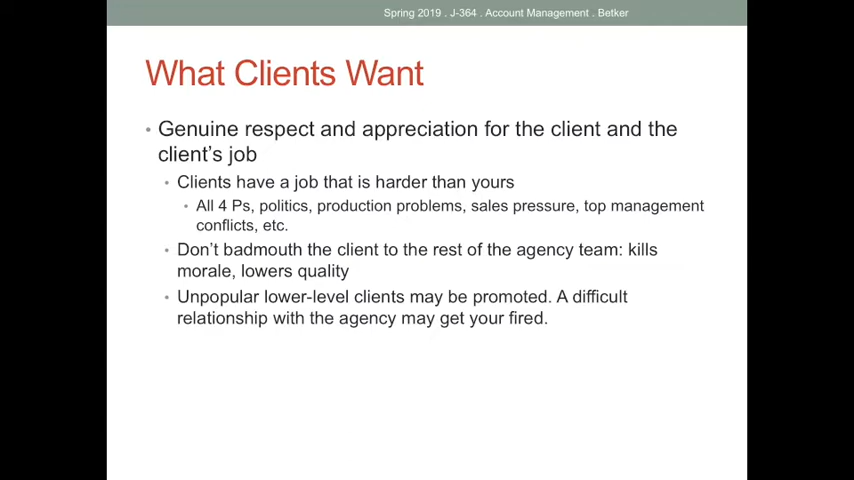 Spring 2019 . J-364 . Account Management . Betker
What Clients Want
• Genuine respect and appreciation for the client and the
client's job
• Clients have a job that is harder than yours
• All 4 Ps, politics, production problems, sales pressure, top management
conflicts, etc.
• Don't badmouth the client to the rest of the agency team: kills
morale, lowers quality
• Unpopular lower-level clients may be promoted. A difficult
relationship with the agency may get your fired.